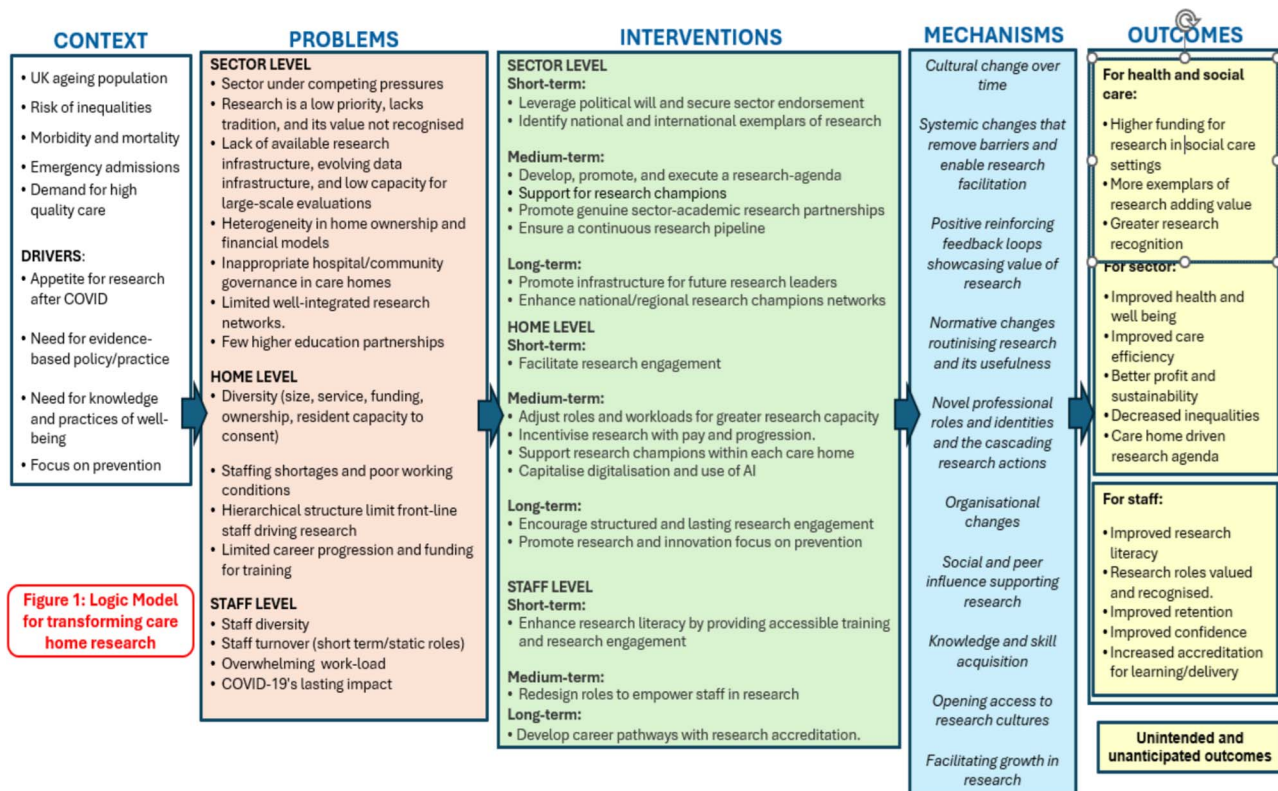 CONTEXT
• UK ageing population
• Risk of inequalities
• Morbidity and mortality
• Emergency admissions
• Demand for high
quality care
DRIVERS:
• Appetite for research
after COVID
• Need for evidence-
based policy/practice
• Need for knowledge
and practices of well-
being
• Focus on prevention
Figure 1: Logic Model
for transforming care
home research
PROBLEMS
SECTOR LEVEL
• Sector under competing pressures
• Research is a low priority, lacks
tradition, and its value not recognised
• Lack of available research
infrastructure, evolving data
infrastructure, and low capacity for
large-scale evaluations
• Heterogeneity in home ownership and
financial models
• Inappropriate hospital/community
governance in care homes
• Limited well-integrated research
networks.
• Few higher education partnerships
HOME LEVEL
• Diversity (size, service, funding,
ownership, resident capacity to
consent)
• Staffing shortages and poor working
conditions
• Hierarchical structure limit front-line
staff driving research
• Limited career progression and funding
for training
STAFF LEVEL
• Staff diversity
• Staff turnover (short term/static roles)
• Overwhelming work-load
• COVID-19's lasting impact
INTERVENTIONS
SECTOR LEVEL
Short-term:
• Leverage political will and secure sector endorsement
• Identify national and international exemplars of research
Medium-term:
• Develop, promote, and execute a research-agenda
• Support for research champions
• Promote genuine sector-academic research partnerships
• Ensure a continuous research pipeline
Long-term:
• Promote infrastructure for future research leaders
• Enhance national/regional research champions networks
HOME LEVEL
Short-term:
• Facilitate research engagement
Medium-term:
• Adjust roles and workloads for greater research capacity
• Incentivise research with pay and progression.
• Support research champions within each care home
• Capitalise digitalisation and use of AI
Long-term:
• Encourage structured and lasting research engagement
• Promote research and innovation focus on prevention
STAFF LEVEL
Short-term:
• Enhance research literacy by providing accessible training
and research engagement
Medium-term:
• Redesign roles to empower staff in research
Long-term:
• Develop career pathways with research accreditation.
MECHANISMS
Cultural change over
time
Systemic changes that
remove barriers and
enable research
facilitation
Positive reinforcing
feedback loops
showcasing value of
research
Normative changes
routinising research
and its usefulness
Novel professional
roles and identities
and the cascading
research actions
Organisational
changes
Social and peer
influence supporting
research
Knowledge and skill
acquisition
Opening access to
research cultures
Facilitating growth in
research
OUTCOMES
For health and social
care:
• Higher funding for
research in social care
settings
• More exemplars of
research adding value
• Greater research
recognition
For sector:
• Improved health and
well being
• Improved care
efficiency
• Better profit and
sustainability
• Decreased inequalities
• Care home driven
research agenda
For staff:
• Improved research
literacy
• Research roles valued
and recognised.
• Improved retention
• Improved confidence
• Increased accreditation
for learning/delivery
Unintended and
unanticipated outcomes